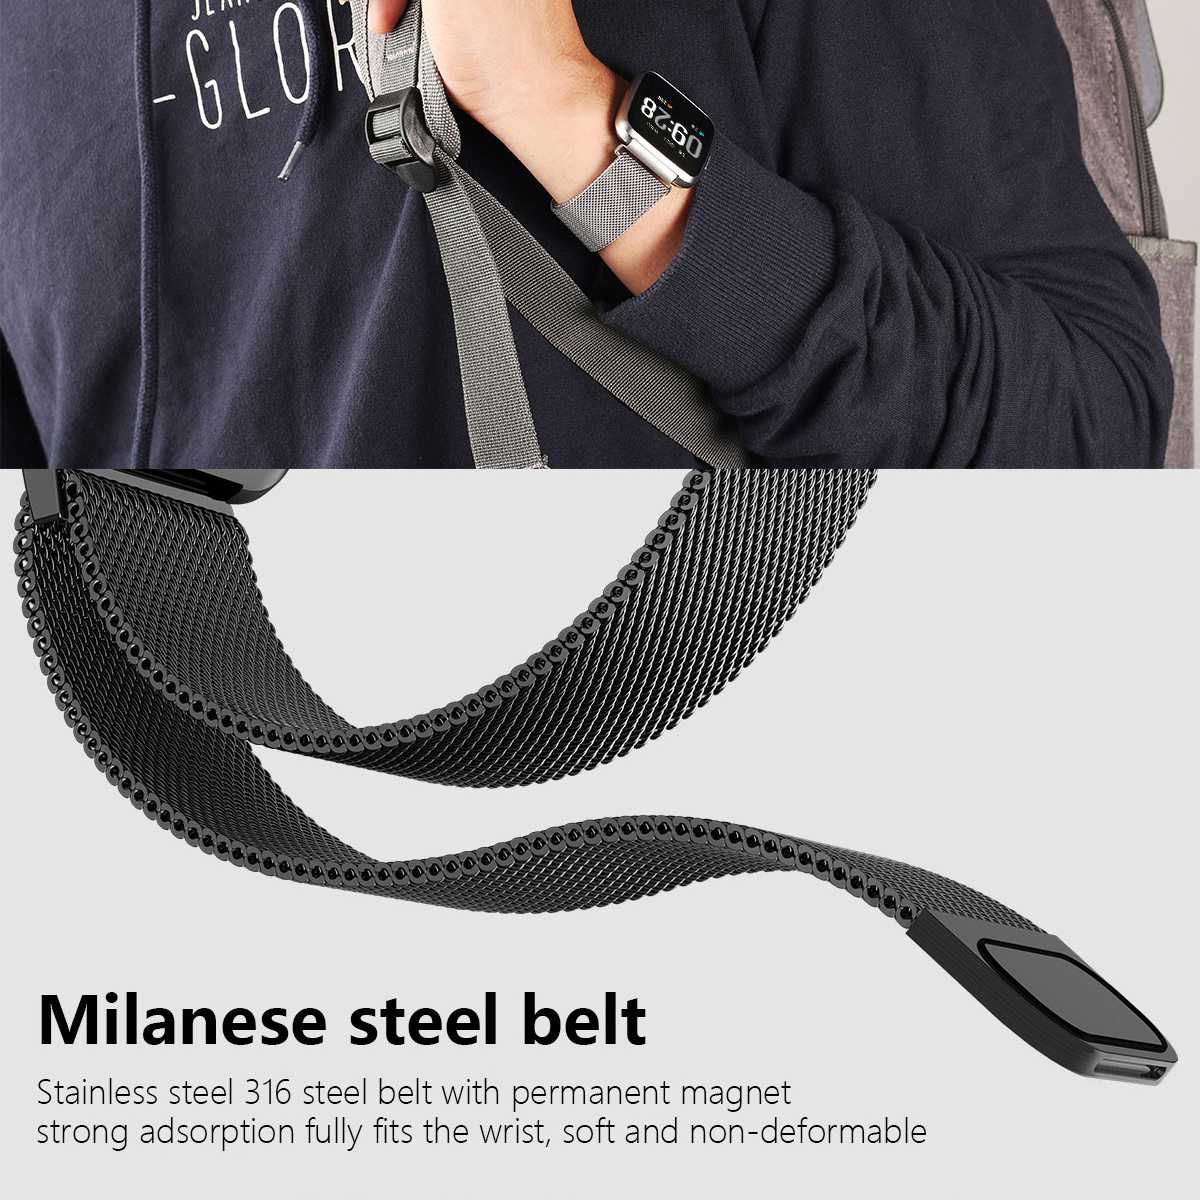 -GLOR
09:28
Milanese steel belt
Stainless steel 316 steel belt with permanent magnet
strong adsorption fully fits the wrist, soft and non-deformable